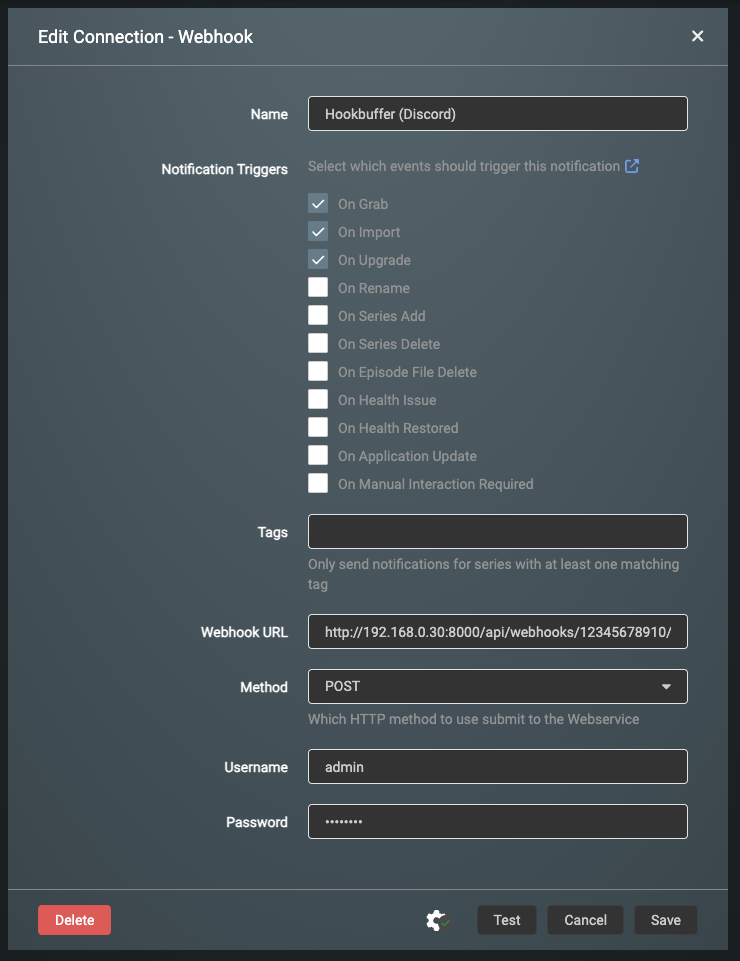 Edit Connection - Webhook
Name
Hookbuffer (Discord)
Notification Triggers
Select which events should trigger this notification
On Grab
On Import
On Upgrade
On Rename
On Series Add
On Series Delete
On Episode File Delete
On Health Issue
On Health Restored
On Application Update
On Manual Interaction Required
Tags
Only send notifications for series with at least one matching
tag
Webhook URL
http://192.168.0.30:8000/api/webhooks/12345678910/
Method
POST
Which HTTP method to use submit to the Webservice
Username
admin
Password
••••••••
Delete
Test
Cancel
Save